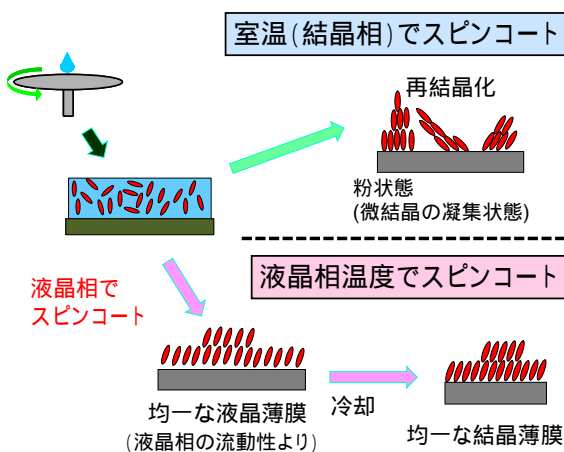 室温(結晶相)でスピンコート
再結晶化
粉状態
(微結晶の凝集状態)
液晶相温度でスピンコート
液晶相で
スピンコート
均一な液晶薄膜
(液晶相の流動性より)
冷却
均一な結晶薄膜